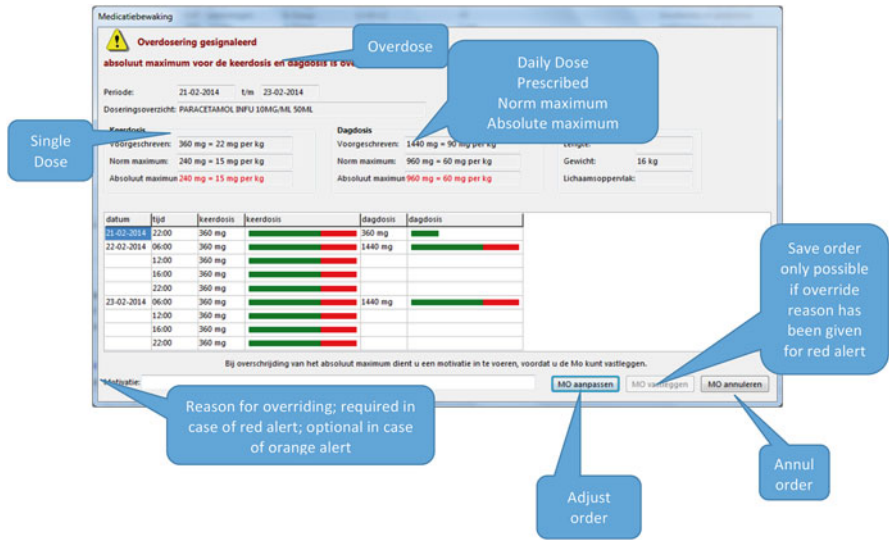 Medicatiebewaking
Overdosering gesignaleerd
Overdose
absoluut maximum voor de keerdosis en dagdosis is ove
Daily Dose
Prescribed
Norm maximum
Absolute maximum
Periode: 21-02-2014 t/m 23-02-2014
Doseringsoverzicht: PARACETAMOL INFU 10MG/ML 50ML
Single
Dose
Keerdosis
Voorgeschreven: 360 mg = 22 mg per kg
Norm maximum: 240 mg = 15 mg per kg
Absoluut maximum 240 mg = 15 mg per kg
Dagdosis
Voorgeschreven: 1440 mg = 90 mg per kg
Norm maximum: 960 mg = 60 mg per kg
Absoluut maximun 960 mg = 60 mg per kg
Lengte:
Gewicht: 16 kg
Lichaamsoppervlak:
datum tijd keerdosis keerdosis dagdosis dagdosis
21-02-2014 22:00 360 mg 360 mg
22-02-2014 06:00 360 mg 1440 mg
12:00 360 mg
16:00 360 mg
22:00 360 mg
23-02-2014 06:00 360 mg 1440 mg
12:00 360 mg
16:00 360 mg
22:00 360 mg
Save order
only possible
if override
reason has
been given
for red alert
Bij overschrijding van het absoluut maximum dient u een motivatie in te voeren, voordat u de Mo kunt vastleggen.
Motivatie:
MO aanpassen MO vastleggen MO annuleren
Reason for overriding; required in
case of red alert; optional in case
of orange alert
Adjust
order
Annul
order